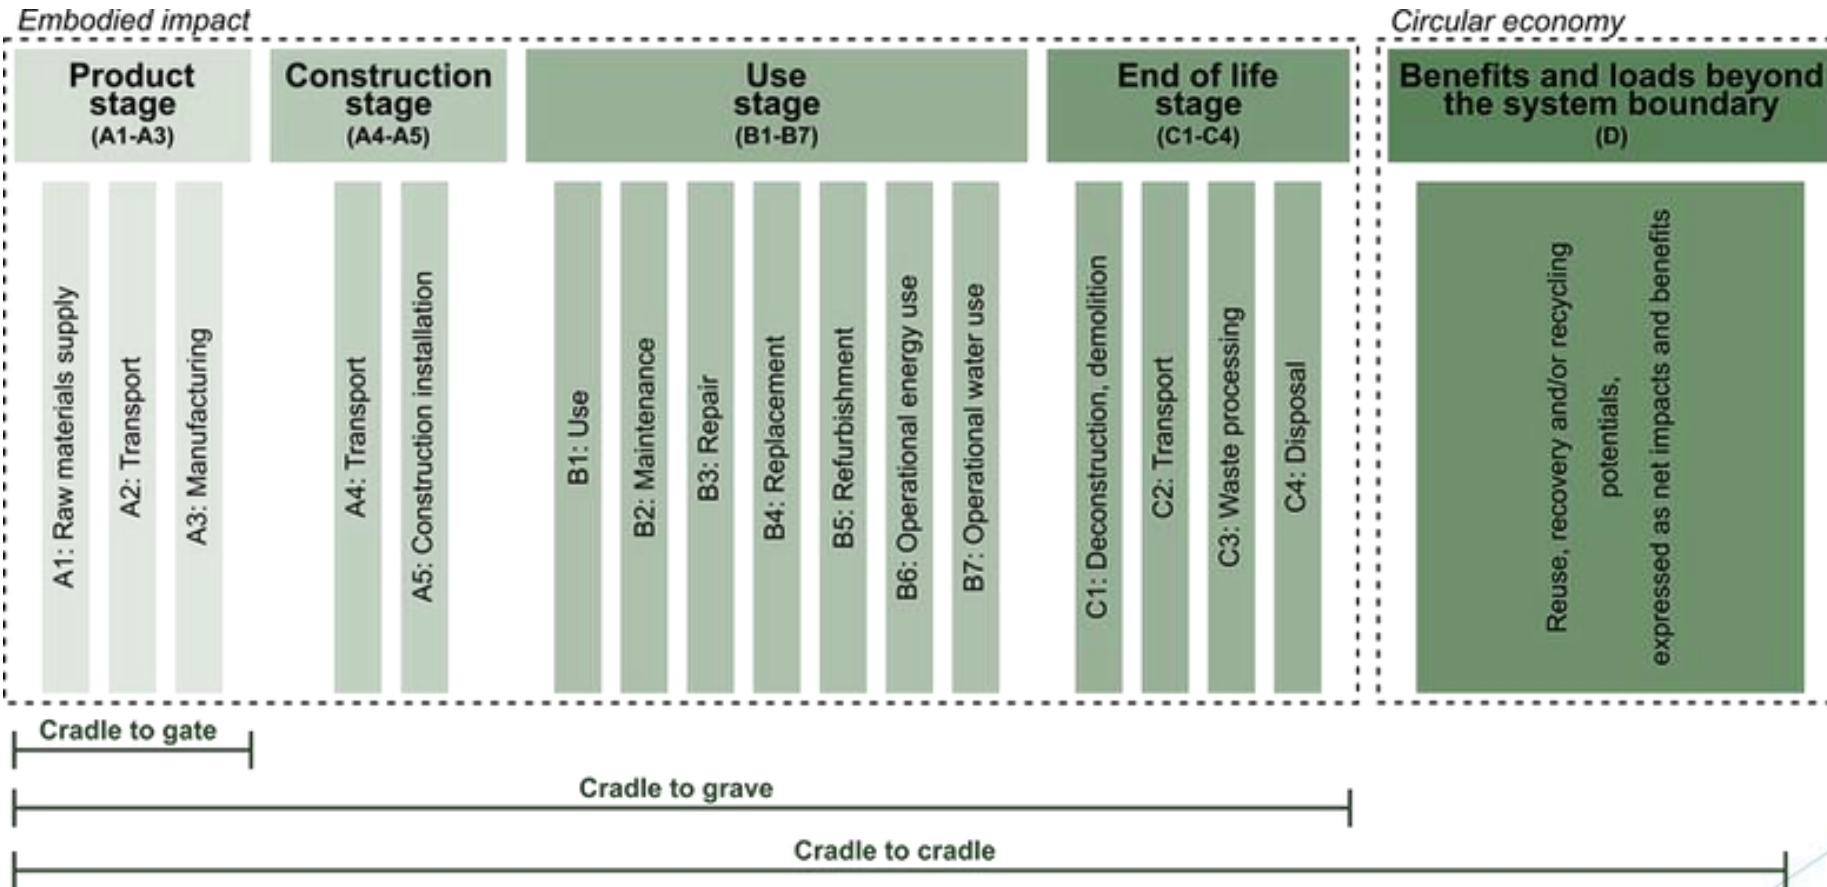 Embodied impact
Circular economy
Product
stage
(A1-A3)
Construction
stage
(A4-A5)
Use
stage
(B1-B7)
End of life
stage
(C1-C4)
Benefits and loads beyond
the system boundary
(D)
A1: Raw materials supply
A2: Transport
A3: Manufacturing
A4: Transport
A5: Construction installation
B1: Use
B2: Maintenance
B3: Repair
B4: Replacement
B5: Refurbishment
B6: Operational energy use
B7: Operational water use
C1: Deconstruction, demolition
C2: Transport
C3: Waste processing
C4: Disposal
Reuse, recovery and/or recycling
potentials,
expressed as net impacts and benefits
Cradle to gate
Cradle to grave
Cradle to cradle